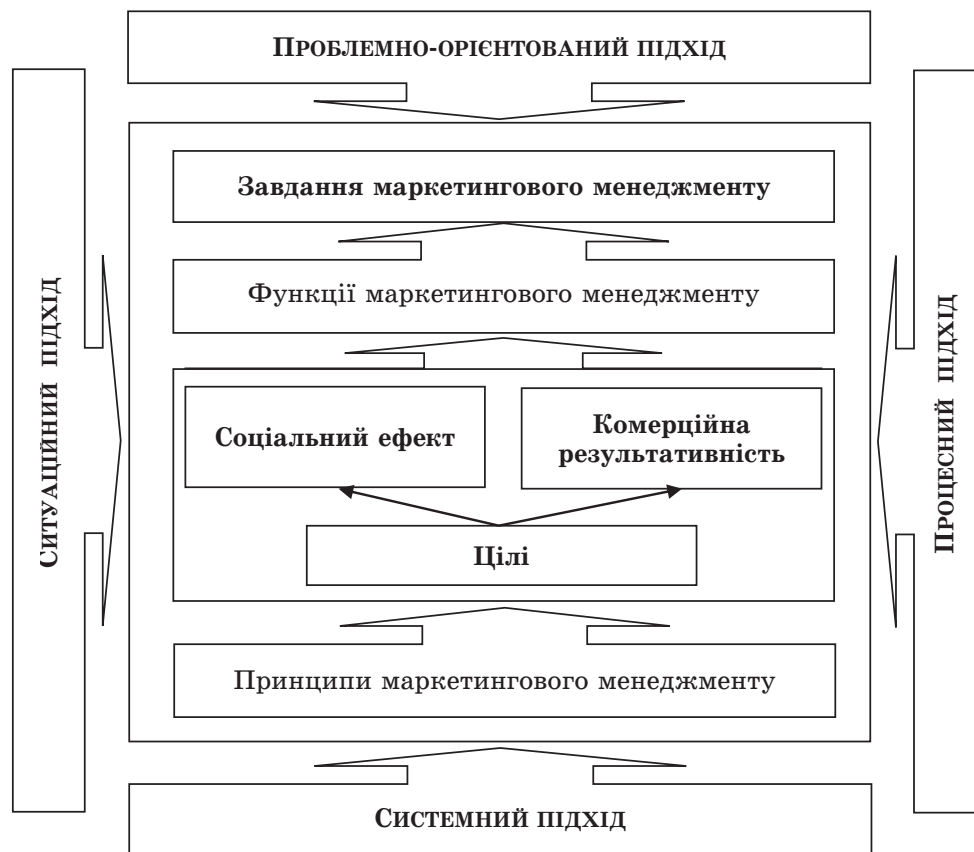 ПРОБЛЕМНО-ОРІЄНТОВАНИЙ ПІДХІД
СИТУАЦІЙНИЙ ПІДХІД
Завдання маркетингового менеджменту
Функції маркетингового менеджменту
Соціальний ефект
Комерційна
результативність
Цілі
Принципи маркетингового менеджменту
ПРОЦЕСНИЙ ПІДХІД
СИСТЕМНИЙ ПІДХІД